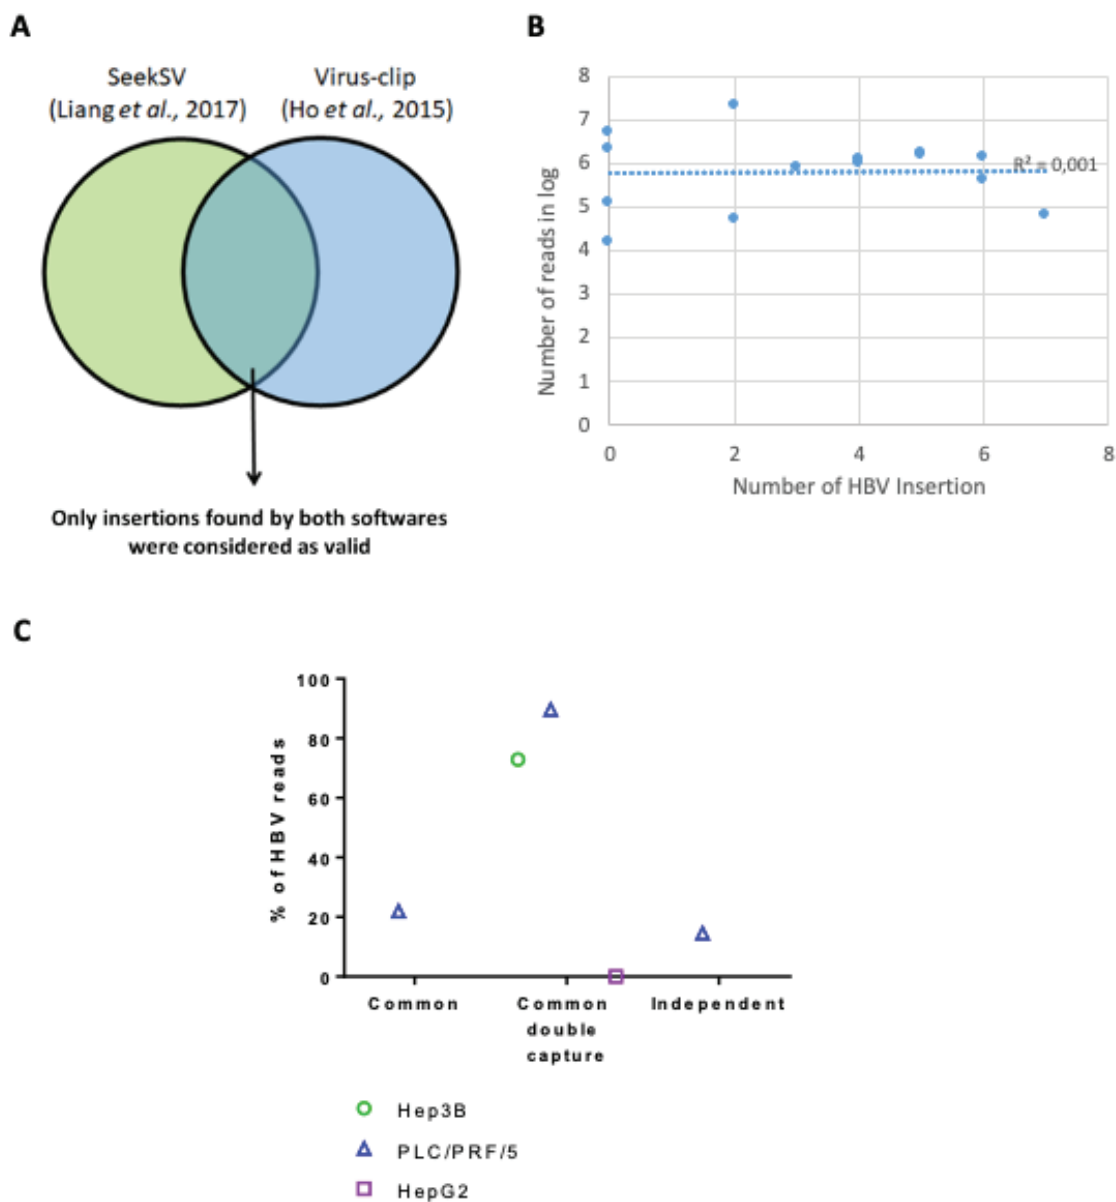 A
SeekSV
(Liang et al., 2017)
Virus-clip
(Ho et al., 2015)
Only insertions found by both softwares
were considered as valid
B
Number of reads in log
8
7
6
5
4
3
2
1
0
R² = 0,001
0 2 4 6 8
Number of HBV Insertion
C
% of HBV reads
100
80
60
40
20
0
Common
Common
double
capture
Independent
Hep3B
PLC/PRF/5
HepG2